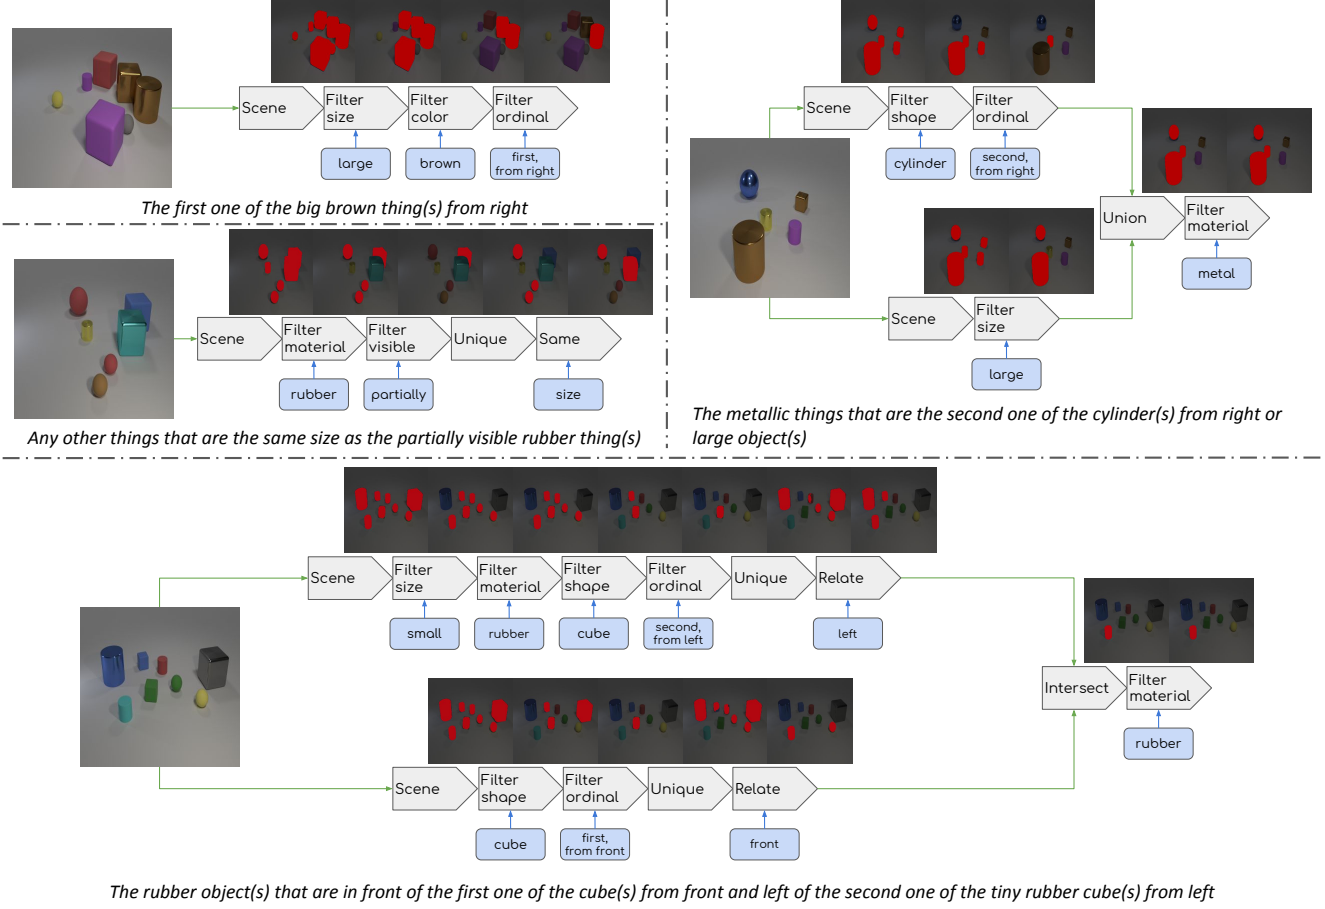 Scene
Filter size
Filter color
Filter ordinal
large
brown
first, from right
The first one of the big brown thing(s) from right
Scene
Filter material
Filter visible
Unique
Same
rubber
partially
size
Any other things that are the same size as the partially visible rubber thing(s)
Scene
Filter shape
Filter ordinal
cylinder
second, from right
Union
Filter material
metal
Scene
Filter size
large
The metallic things that are the second one of the cylinder(s) from right or
large object(s)
Scene
Filter size
Filter material
Filter shape
Filter ordinal
Unique
Relate
small
rubber
cube
second, from left
left
Intersect
Filter material
rubber
Scene
Filter shape
Filter ordinal
Unique
Relate
cube
first, from front
front
The rubber object(s) that are in front of the first one of the cube(s) from front and left of the second one of the tiny rubber cube(s) from left